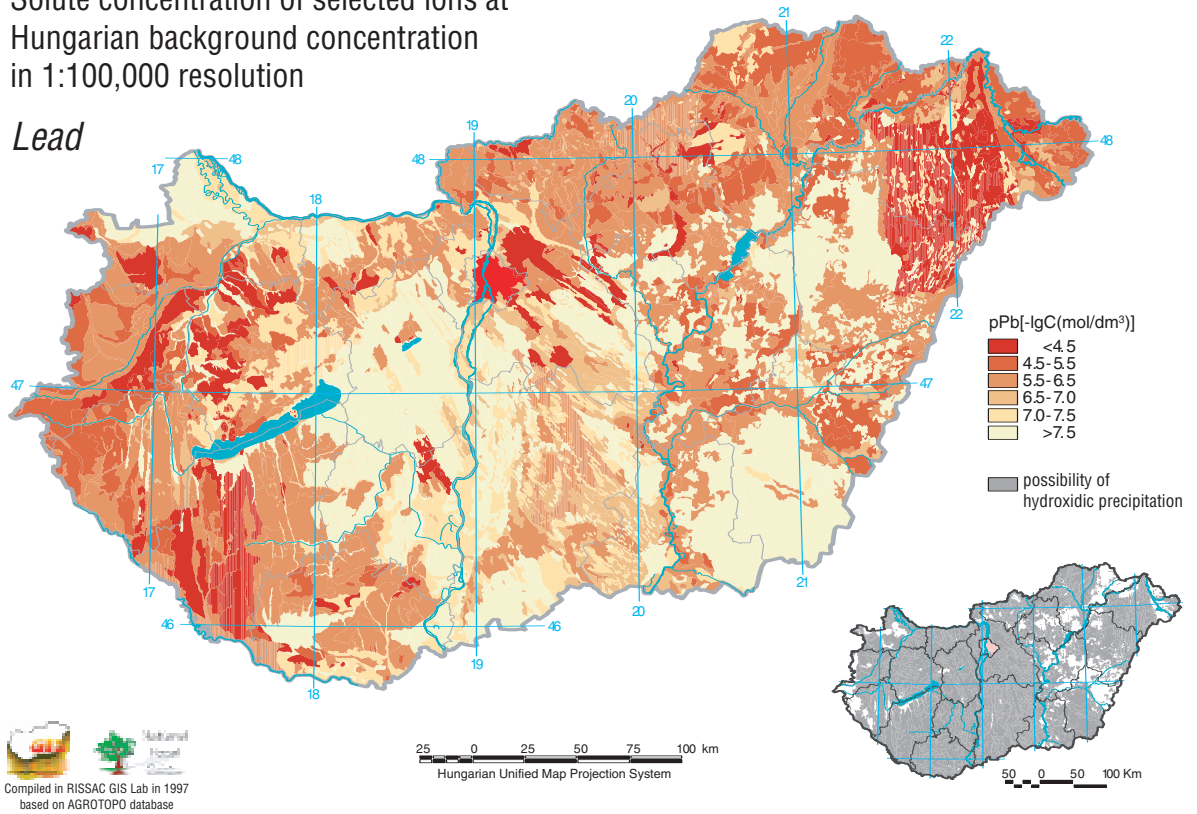 Solute concentration of selected ions at
Hungarian background concentration
in 1:100,000 resolution
Lead
21
22
20
19
48
48
17
48
18
22
47
47
17
21
20
46
46
19
18
pPb[-lgC(mol/dm³)]
<4.5
4.5-5.5
5.5-6.5
6.5-7.0
7.0-7.5
>7.5
possibility of
hydroxidic precipitation
GIS
Compiled in RISSAC GIS Lab in 1997
based on AGROTOPO database
25 0 25 50 75 100 km
Hungarian Unified Map Projection System
50 0 50 100 Km